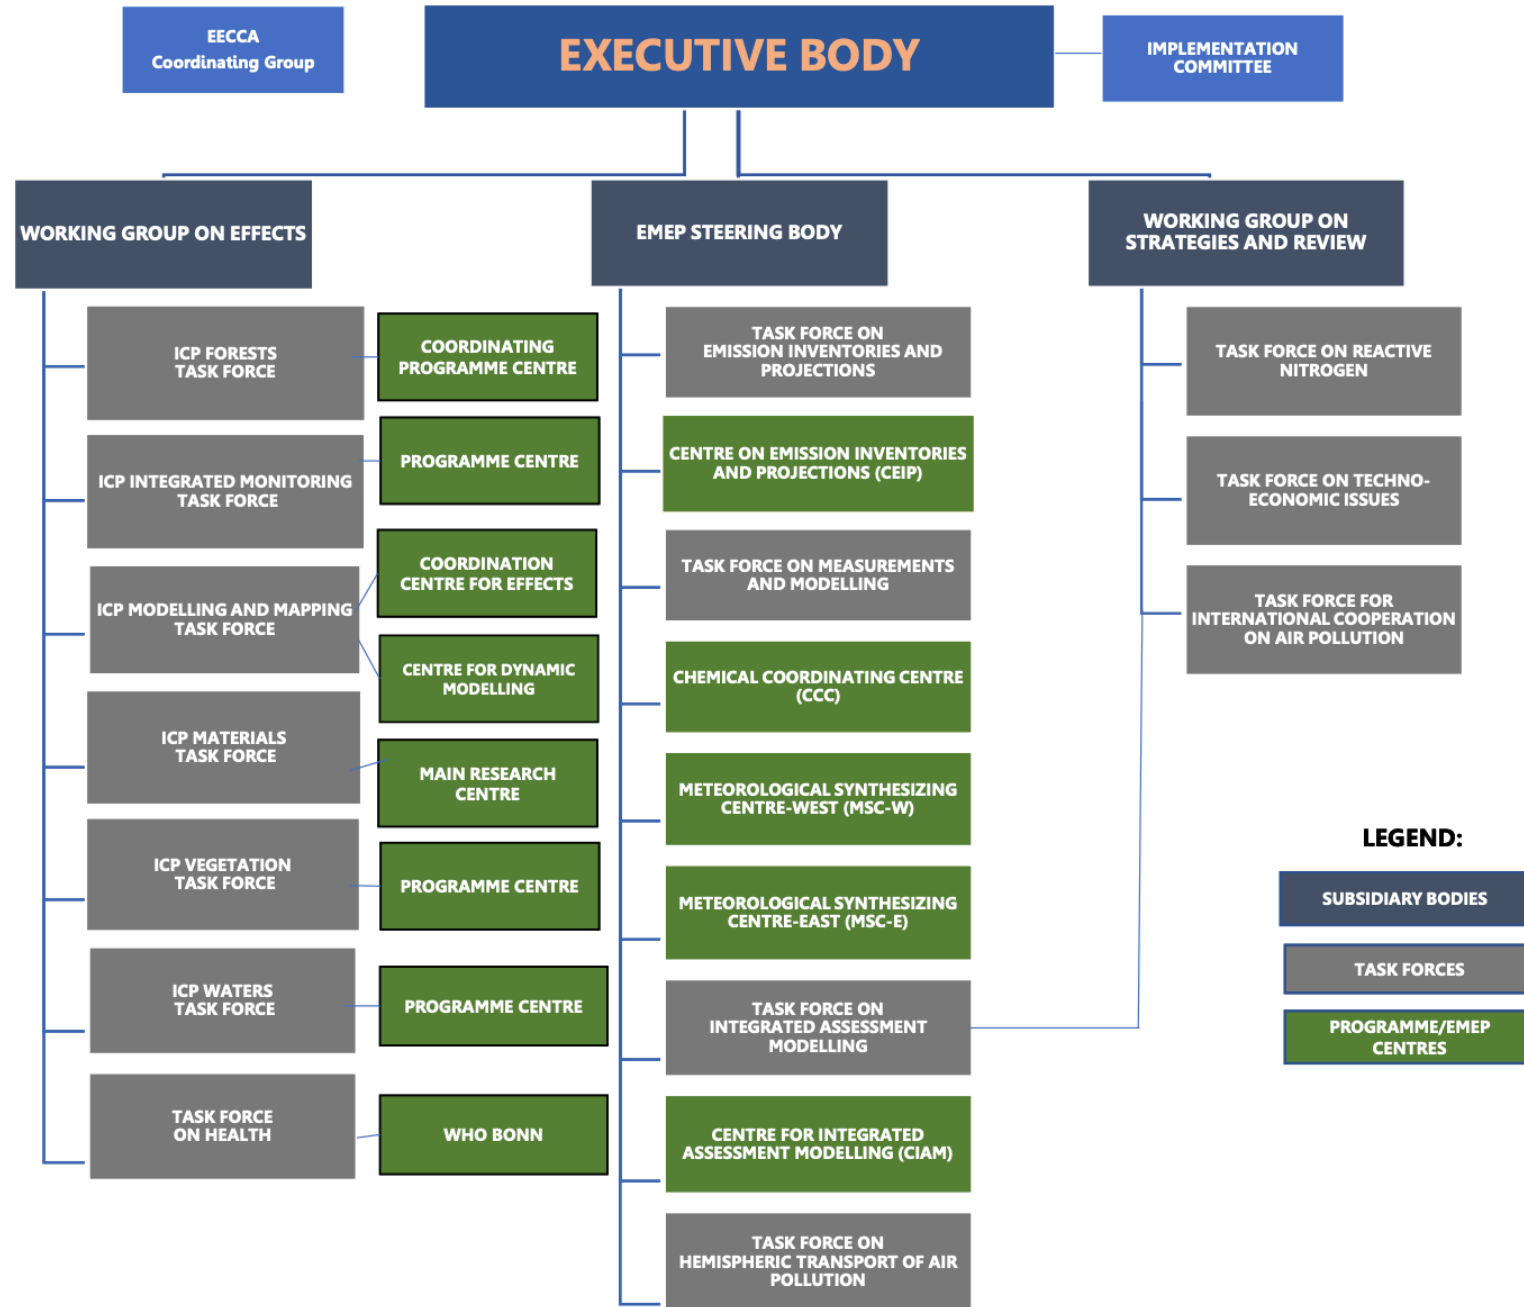 EECCA
Coordinating Group
EXECUTIVE BODY
IMPLEMENTATION
COMMITTEE
WORKING GROUP ON EFFECTS
EMEP STEERING BODY
WORKING GROUP ON
STRATEGIES AND REVIEW
ICP FORESTS
TASK FORCE
COORDINATING
PROGRAMME CENTRE
ICP INTEGRATED MONITORING
TASK FORCE
PROGRAMME CENTRE
ICP MODELLING AND MAPPING
TASK FORCE
COORDINATION
CENTRE FOR EFFECTS
CENTRE FOR DYNAMIC
MODELLING
ICP MATERIALS
TASK FORCE
MAIN RESEARCH
CENTRE
ICP VEGETATION
TASK FORCE
PROGRAMME CENTRE
ICP WATERS
TASK FORCE
PROGRAMME CENTRE
TASK FORCE
ON HEALTH
WHO BONN
TASK FORCE ON
EMISSION INVENTORIES AND
PROJECTIONS
CENTRE ON EMISSION INVENTORIES
AND PROJECTIONS (CEIP)
TASK FORCE ON MEASUREMENTS
AND MODELLING
CHEMICAL COORDINATING CENTRE
(CCC)
METEOROLOGICAL SYNTHESIZING
CENTRE-WEST (MSC-W)
METEOROLOGICAL SYNTHESIZING
CENTRE-EAST (MSC-E)
TASK FORCE ON
INTEGRATED ASSESSMENT
MODELLING
CENTRE FOR INTEGRATED
ASSESSMENT MODELLING (CIAM)
TASK FORCE ON
HEMISPHERIC TRANSPORT OF AIR
POLLUTION
TASK FORCE ON REACTIVE
NITROGEN
TASK FORCE ON TECHNO-
ECONOMIC ISSUES
TASK FORCE FOR
INTERNATIONAL COOPERATION
ON AIR POLLUTION
LEGEND:
SUBSIDIARY BODIES
TASK FORCES
PROGRAMME/EMEP
CENTRES